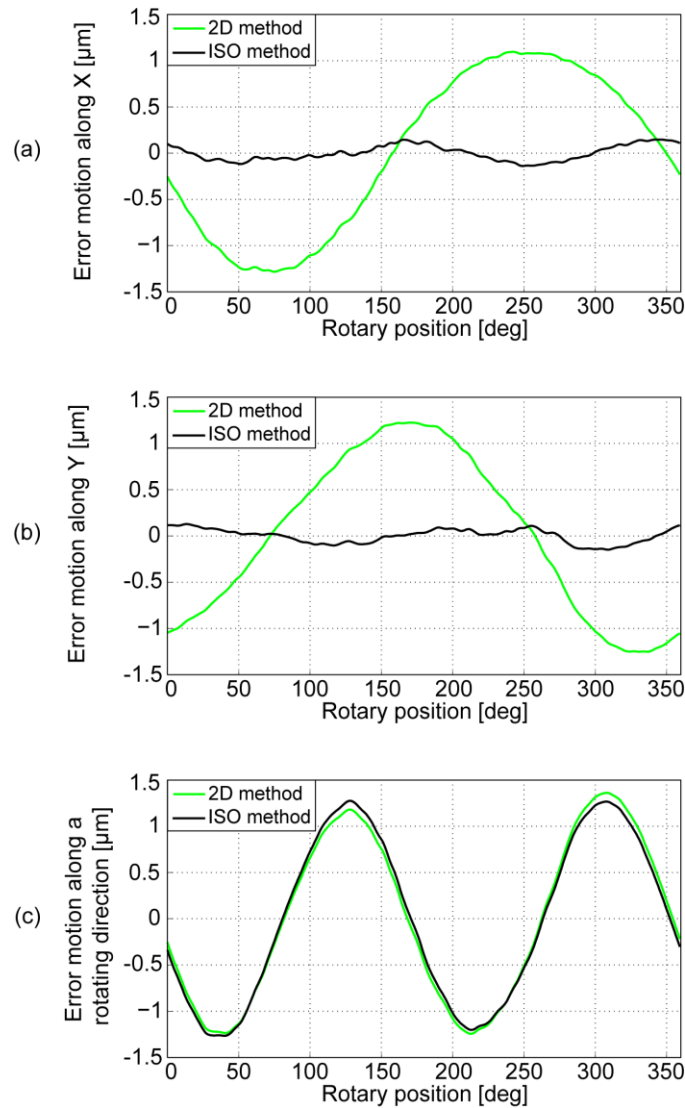 (a)
Error motion along X [µm]
1.5
1
0.5
0
-0.5
−1
-1.5
2D method
ISO method
0 50 100 150 200 250 300 350
Rotary position [deg]
(b)
Error motion along Y [µm]
1.5
1
0.5
0
-0.5
−1
-1.5
2D method
ISO method
0 50 100 150 200 250 300 350
Rotary position [deg]
(c)
Error motion along a
rotating direction [µm]
1.5
1
0.5
0
-0.5
-1
-1.5
2D method
ISO method
0 50 100 150 200 250 300 350
Rotary position [deg]